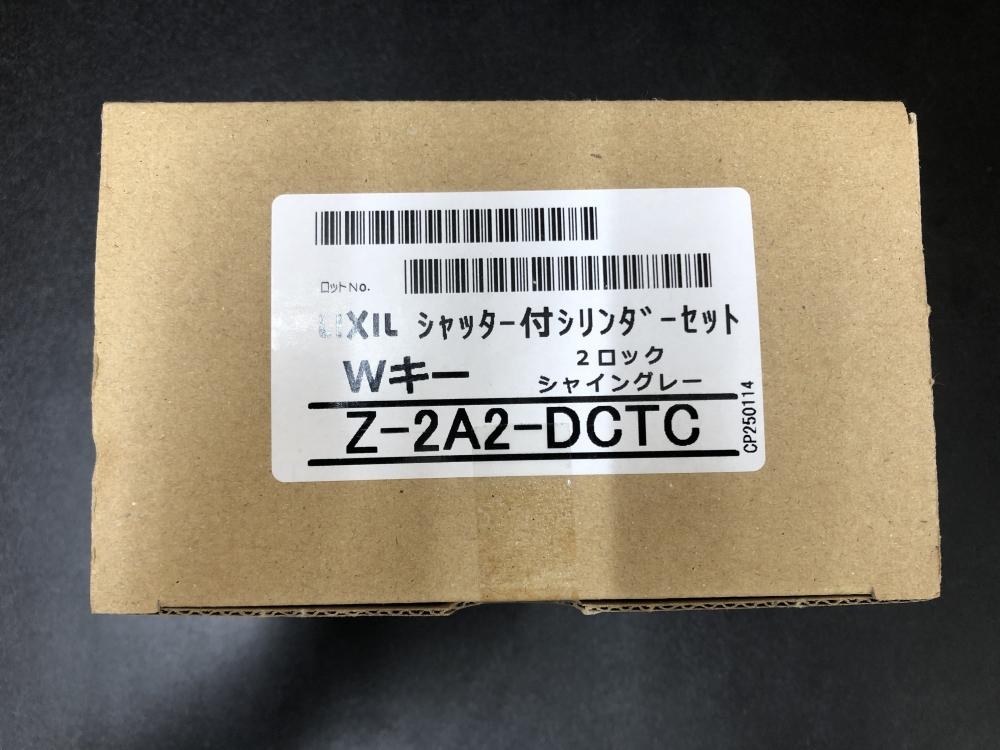 ロットNo.
LIXIL シャッター付シリンダーセット
Wキー
2ロック
シャイングレー
Z-2A2-DCTC
CP250114